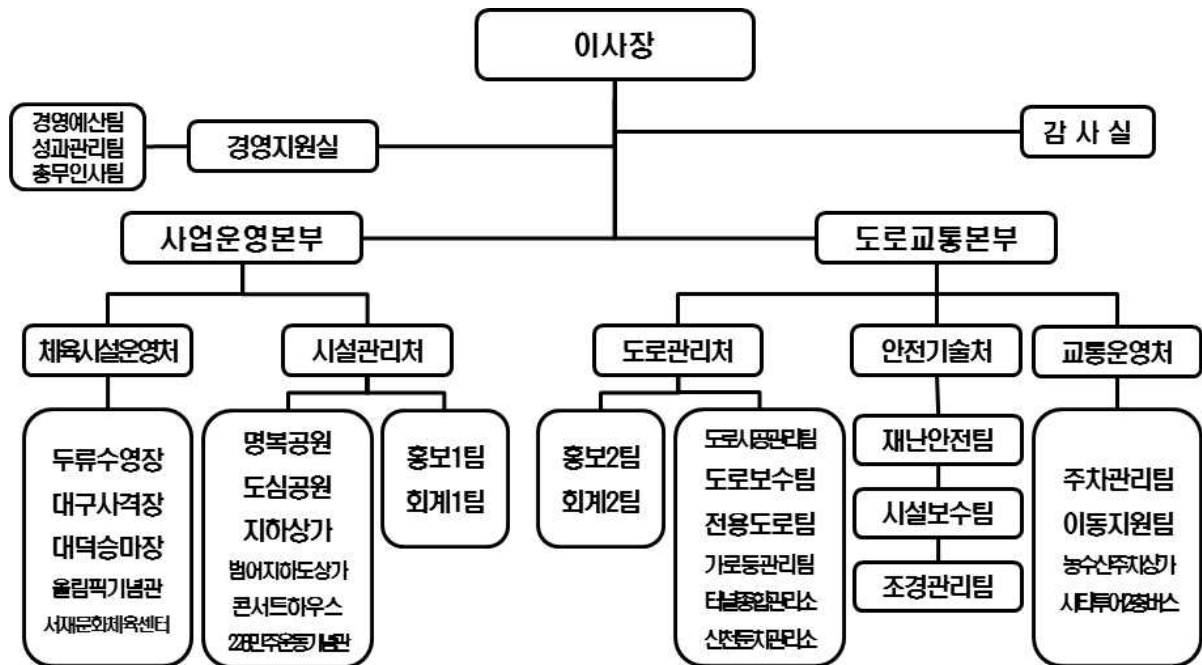 이사장
경영예산팀
성과관리팀
총무인사팀
경영지원실
감 사 실
사업운영본부
도로교통본부
체육시설운영처
시설관리처
도로관리처
안전기술처
교통운영처
두류수영장
대구사격장
대덕승마장
올림픽기념관
서재문화체육센터
명복공원
도심공원
지하상가
범어지하도상가
콘서트하우스
228민주운동기념관
홍보1팀
회계1팀
홍보2팀
회계2팀
도로시공관리팀
도로보수팀
전용도로팀
가로등관리팀
터널종합관리소
신천둔치관리소
재난안전팀
시설보수팀
조경관리팀
주차관리팀
이동지원팀
농수산주차상가
시티투어2층버스